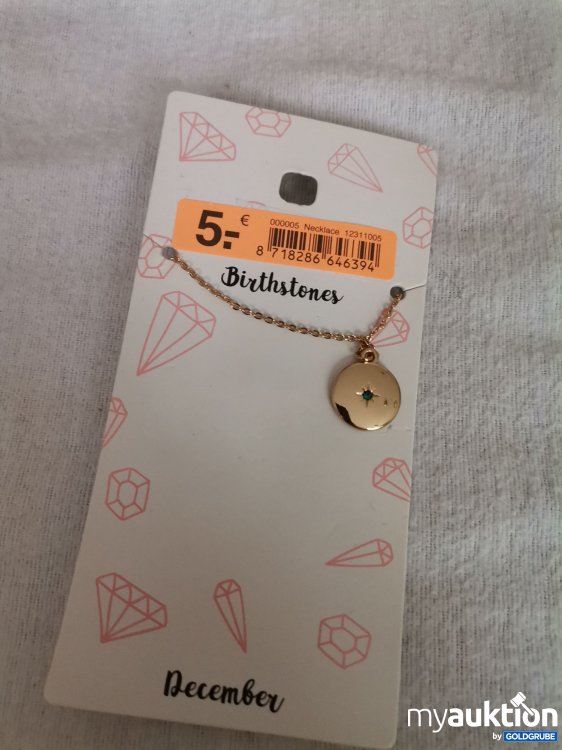 5.- €
000005 Necklace 12311005
8 718286 646394
Birthstones
December
myauktion
by GOLDGRUBE